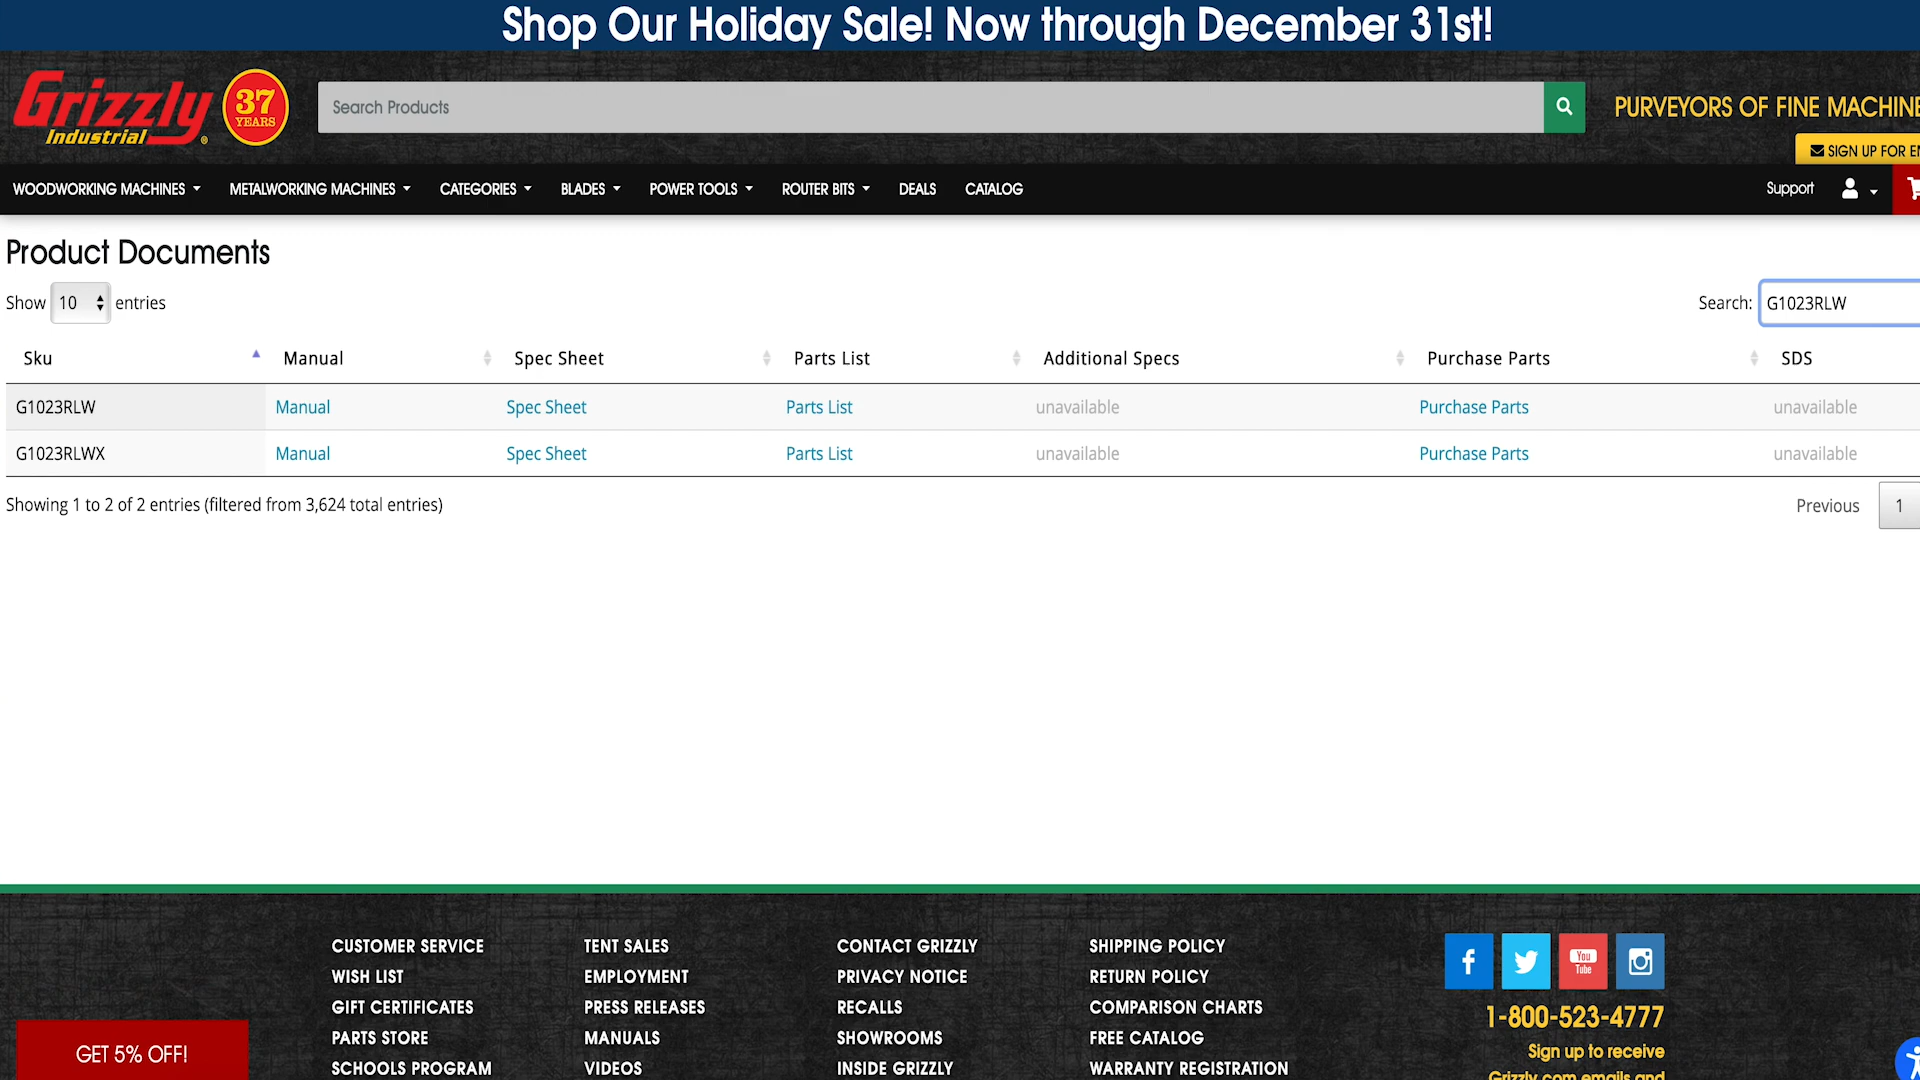 Shop Our Holiday Sale! Now through December 31st!
Grizzly
Industrial
37
YEARS
Search Products
PURVEYORS OF FINE MACHINE
SIGN UP FOR
WOODWORKING MACHINES
METALWORKING MACHINES
CATEGORIES
BLADES
POWER TOOLS
ROUTER BITS
DEALS
CATALOG
Support
Product Documents
Show 10 entries
Search: G1023RLW
Sku Manual Spec Sheet Parts List Additional Specs Purchase Parts SDS
G1023RLW Manual Spec Sheet Parts List unavailable Purchase Parts unavailable
G1023RLWX Manual Spec Sheet Parts List unavailable Purchase Parts unavailable
Showing 1 to 2 of 2 entries (filtered from 3,624 total entries)
Previous 1
CUSTOMER SERVICE
WISH LIST
GIFT CERTIFICATES
PARTS STORE
SCHOOLS PROGRAM
TENT SALES
EMPLOYMENT
PRESS RELEASES
MANUALS
VIDEOS
CONTACT GRIZZLY
PRIVACY NOTICE
RECALLS
SHOWROOMS
INSIDE GRIZZLY
SHIPPING POLICY
RETURN POLICY
COMPARISON CHARTS
FREE CATALOG
WARRANTY REGISTRATION
You
Tube
1-800-523-4777
Sign up to receive
Grizzly.com emails and
GET 5% OFF!